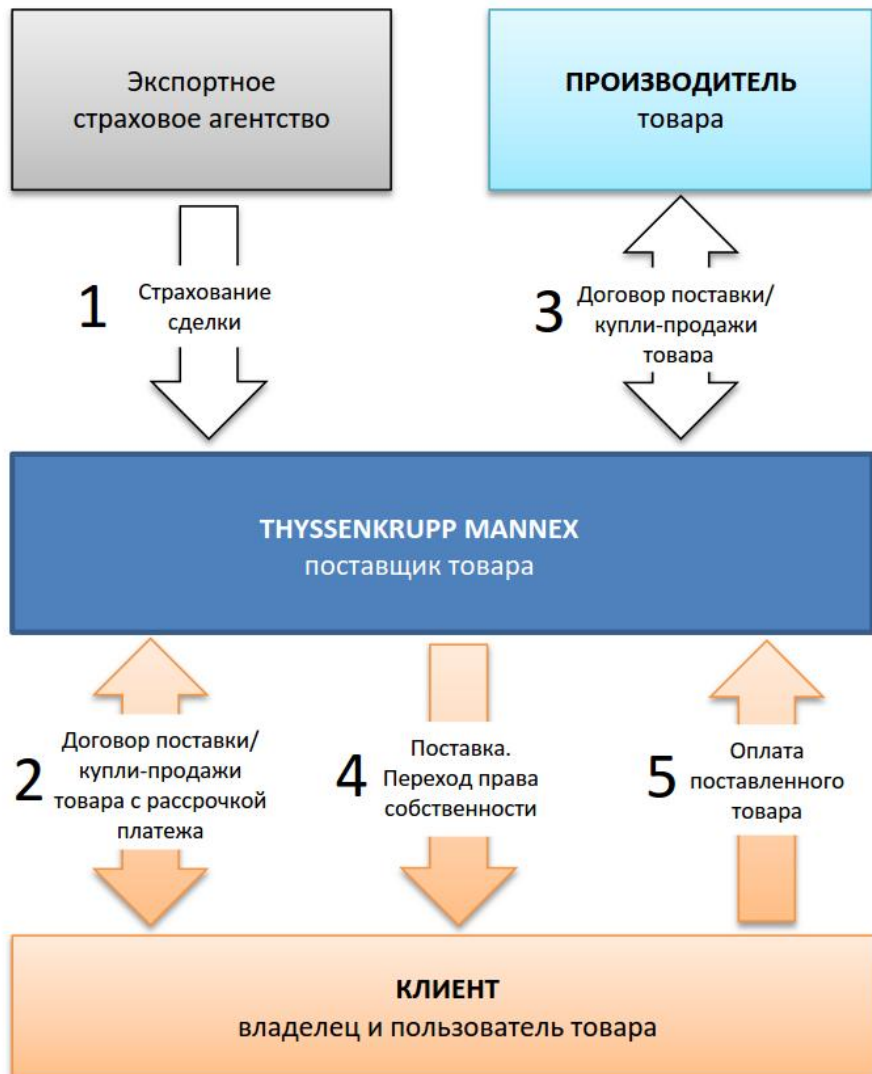 Экспортное
страховое агентство
ПРОИЗВОДИТЕЛЬ
товара
1
Страхование
сделки
3
Договор поставки/
купли-продажи
товара
THYSSENKRUPP MANNEX
поставщик товара
2
Договор поставки/
купли-продажи
товара с рассрочкой
платежа
4
Поставка.
Переход права
собственности
5
Оплата
поставленного
товара
КЛИЕНТ
владелец и пользователь товара